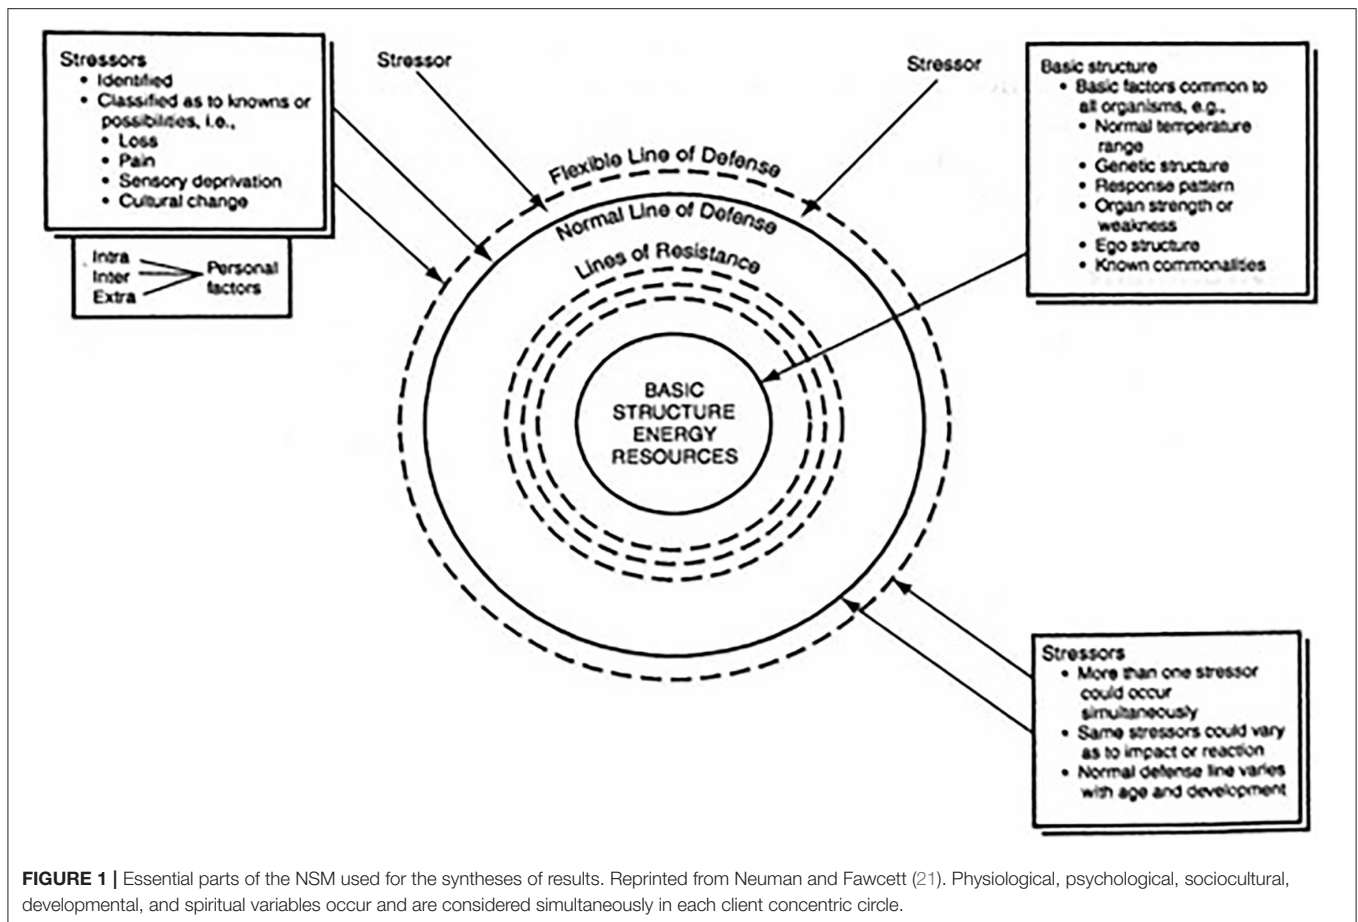 Stressors
• Identified
• Classified as to knowns or
possibilities, i.e.,
• Loss
• Pain
• Sensory deprivation
• Cultural change
Intra
Inter
Extra
Personal
factors
Stressor
Stressor
Basic structure
• Basic factors common to
all organisms, e.g.,
• Normal temperature
range
• Genetic structure
• Response pattern
• Organ strength or
weakness
• Ego structure
• Known commonalities
Flexible Line of Defense
Normal Line of Defense
Lines of Resistance
BASIC
STRUCTURE
ENERGY
RESOURCES
Stressors
• More than one stressor
could occur
simultaneously
• Same stressors could vary
as to impact or reaction
• Normal defense line varies
with age and development
FIGURE 1 | Essential parts of the NSM used for the syntheses of results. Reprinted from Neuman and Fawcett (21). Physiological, psychological, sociocultural,
developmental, and spiritual variables occur and are considered simultaneously in each client concentric circle.